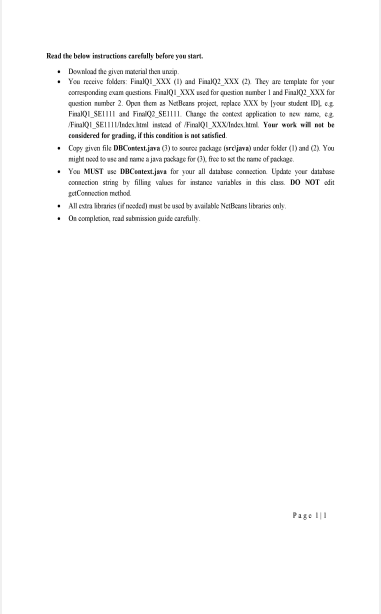 Read the below instructions carefully before you start.
• Download the given material then unzip.
• You receive folders: FinalQ1_XXX (1) and FinalQ2_XXX (2). They are template for your
corresponding exam questions. FinalQ1_XXX used for question number 1 and FinalQ2_XXX for
question number 2. Open them as NetBeans project, replace XXX by [your student ID], e.g.
FinalQ1_SE1111 and FinalQ2_SE1111. Change the context application to new name, e.g.
/FinalQ1_SE1111/Index.html instead of /FinalQ1_XXX/Index.html. Your work will not be
considered for grading, if this condition is not satisfied.
• Copy given file DBContext.java (3) to source package (src\java) under folder (1) and (2). You
might need to use and name a java package for (3), free to set the name of package.
• You MUST use DBContext.java for your all database connection. Update your database
connection string by filling values for instance variables in this class. DO NOT edit
getConnection method.
• All extra libraries (if needed) must be used by available NetBeans libraries only.
• On completion, read submission guide carefully.
Page 1|1